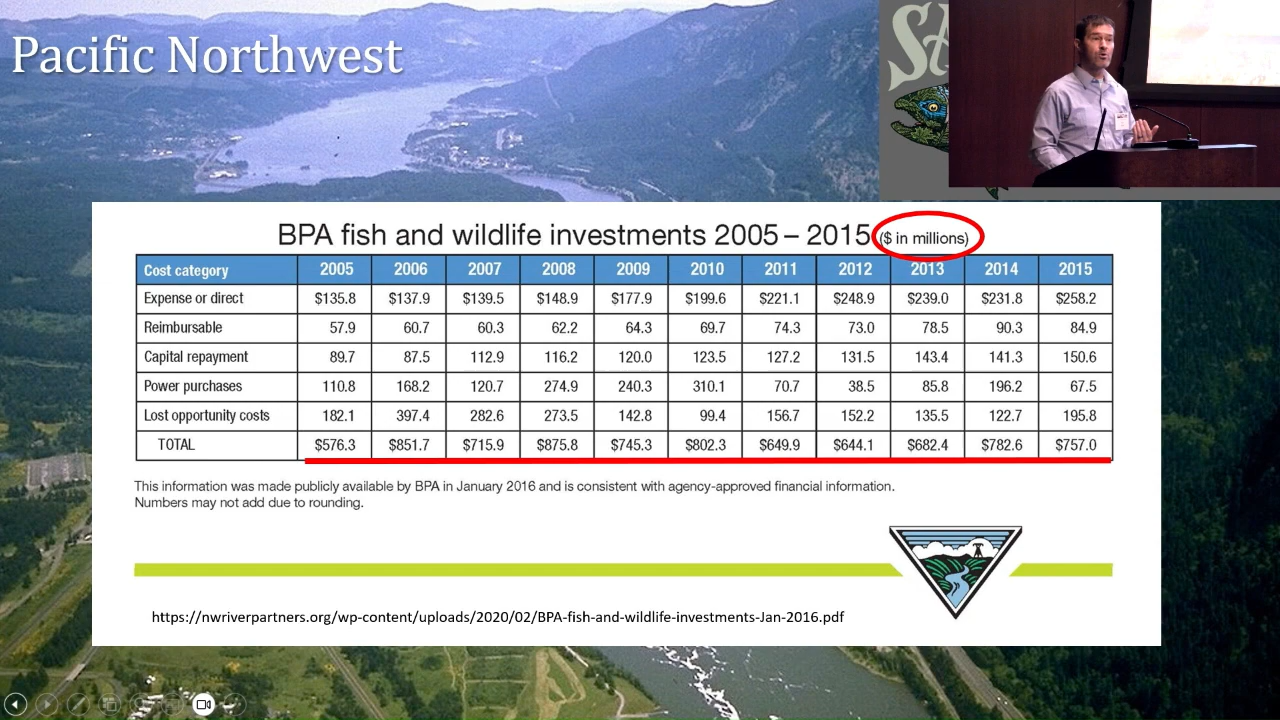 Pacific Northwest
BPA fish and wildlife investments 2005 – 2015 ($ in millions)
Cost category 2005 2006 2007 2008 2009 2010 2011 2012 2013 2014 2015
Expense or direct $135.8 $137.9 $139.5 $148.9 $177.9 $199.6 $221.1 $248.9 $239.0 $231.8 $258.2
Reimbursable 57.9 60.7 60.3 62.2 64.3 69.7 74.3 73.0 78.5 90.3 84.9
Capital repayment 89.7 87.5 112.9 116.2 120.0 123.5 127.2 131.5 143.4 141.3 150.6
Power purchases 110.8 168.2 120.7 274.9 240.3 310.1 70.7 38.5 85.8 196.2 67.5
Lost opportunity costs 182.1 397.4 282.6 273.5 142.8 99.4 156.7 152.2 135.5 122.7 195.8
TOTAL $576.3 $851.7 $715.9 $875.8 $745.3 $802.3 $649.9 $644.1 $682.4 $782.6 $757.0
This information was made publicly available by BPA in January 2016 and is consistent with agency-approved financial information.
Numbers may not add due to rounding.
https://nwriverpartners.org/wp-content/uploads/2020/02/BPA-fish-and-wildlife-investments-Jan-2016.pdf